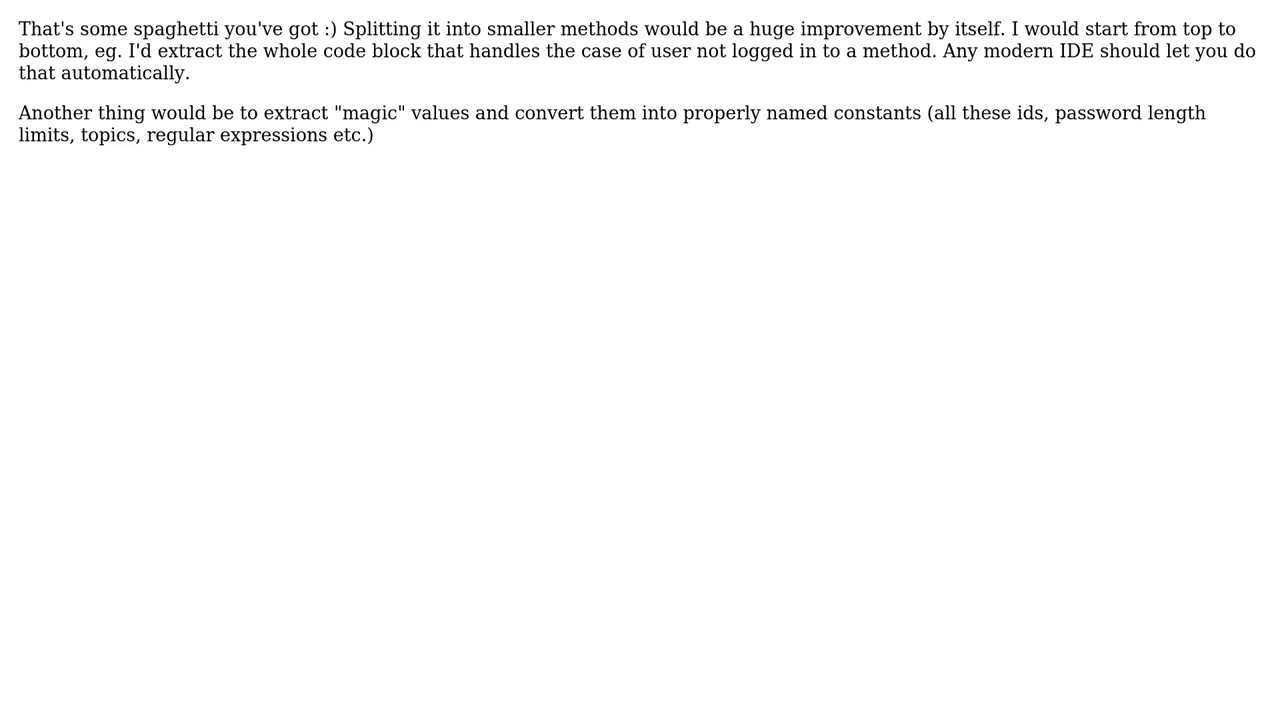 That's some spaghetti you've got :) Splitting it into smaller methods would be a huge improvement by itself. I would start from top to
bottom, eg. I'd extract the whole code block that handles the case of user not logged in to a method. Any modern IDE should let you do
that automatically.
Another thing would be to extract "magic" values and convert them into properly named constants (all these ids, password length
limits, topics, regular expressions etc.)